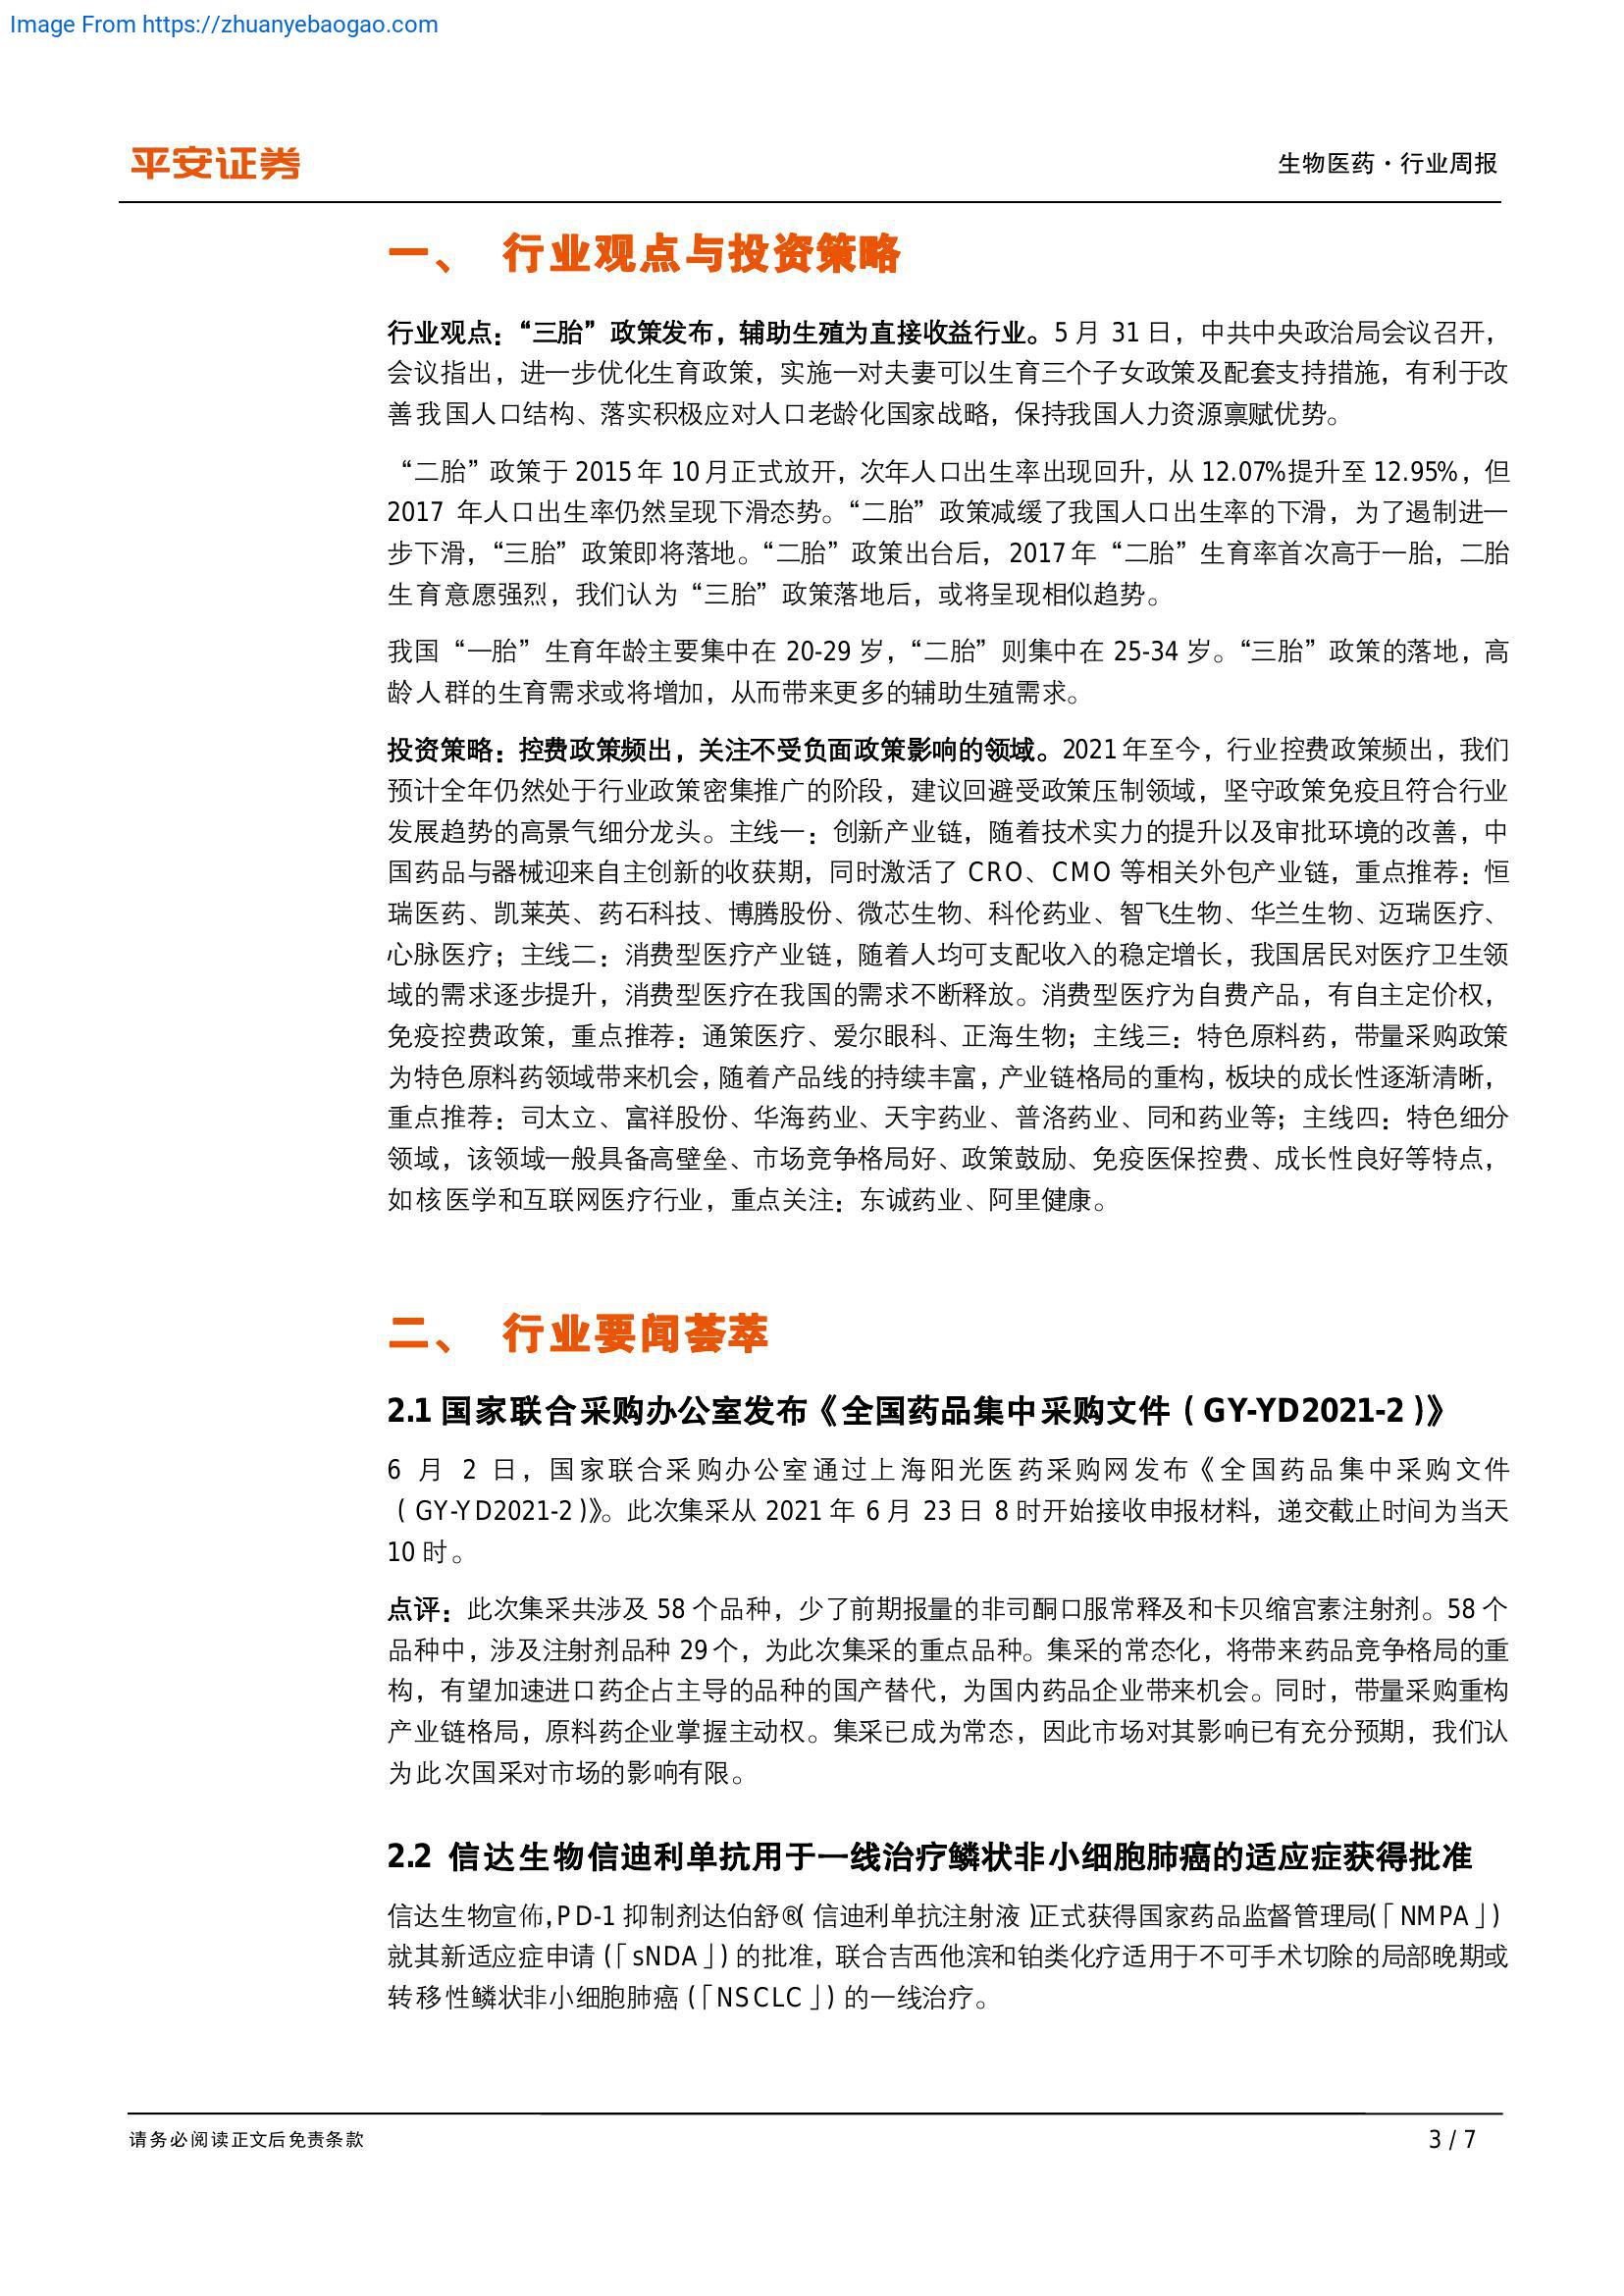 Image From https://zhuanyebaogao.com
平安证券
生物医药·行业周报
一、 行业观点与投资策略
行业观点：“三胎”政策发布，辅助生殖为直接收益行业。5 月 31 日，中共中央政治局会议召开，
会议指出，进一步优化生育政策，实施一对夫妻可以生育三个子女政策及配套支持措施，有利于改
善我国人口结构、落实积极应对人口老龄化国家战略，保持我国人力资源禀赋优势。
“二胎”政策于 2015 年 10 月正式放开，次年人口出生率出现回升，从 12.07%提升至 12.95%，但
2017 年人口出生率仍然呈现下滑态势。“二胎”政策减缓了我国人口出生率的下滑，为了遏制进一
步下滑，“三胎”政策即将落地。“二胎”政策出台后，2017 年“二胎”生育率首次高于一胎，二胎
生育意愿强烈，我们认为“三胎”政策落地后，或将呈现相似趋势。
我国“一胎”生育年龄主要集中在 20-29 岁，“二胎”则集中在 25-34 岁。“三胎”政策的落地，高
龄人群的生育需求或将增加，从而带来更多的辅助生殖需求。
投资策略：控费政策频出，关注不受负面政策影响的领域。2021 年至今，行业控费政策频出，我们
预计全年仍然处于行业政策密集推广的阶段，建议回避受政策压制领域，坚守政策免疫且符合行业
发展趋势的高景气细分龙头。主线一：创新产业链，随着技术实力的提升以及审批环境的改善，中
国药品与器械迎来自主创新的收获期，同时激活了 CRO、CMO 等相关外包产业链，重点推荐：恒
瑞医药、凯莱英、药石科技、博腾股份、微芯生物、科伦药业、智飞生物、华兰生物、迈瑞医疗、
心脉医疗；主线二：消费型医疗产业链，随着人均可支配收入的稳定增长，我国居民对医疗卫生领
域的需求逐步提升，消费型医疗在我国的需求不断释放。消费型医疗为自费产品，有自主定价权，
免疫控费政策，重点推荐：通策医疗、爱尔眼科、正海生物；主线三：特色原料药，带量采购政策
为特色原料药领域带来机会，随着产品线的持续丰富，产业链格局的重构，板块的成长性逐渐清晰，
重点推荐：司太立、富祥股份、华海药业、天宇药业、普洛药业、同和药业等；主线四：特色细分
领域，该领域一般具备高壁垒、市场竞争格局好、政策鼓励、免疫医保控费、成长性良好等特点，
如核医学和互联网医疗行业，重点关注：东诚药业、阿里健康。
二、 行业要闻荟萃
2.1 国家联合采购办公室发布《全国药品集中采购文件（GY-YD2021-2）》
6 月 2 日，国家联合采购办公室通过上海阳光医药采购网发布《全国药品集中采购文件
（GY-YD2021-2）》。此次集采从 2021 年 6 月 23 日 8 时开始接收申报材料，递交截止时间为当天
10 时。
点评：此次集采共涉及 58 个品种，少了前期报量的非司酮口服常释及和卡贝缩宫素注射剂。58 个
品种中，涉及注射剂品种 29 个，为此次集采的重点品种。集采的常态化，将带来药品竞争格局的重
构，有望加速进口药企占主导的品种的国产替代，为国内药品企业带来机会。同时，带量采购重构
产业链格局，原料药企业掌握主动权。集采已成为常态，因此市场对其影响已有充分预期，我们认
为此次国采对市场的影响有限。
2.2 信达生物信迪利单抗用于一线治疗鳞状非小细胞肺癌的适应症获得批准
信达生物宣佈，PD-1 抑制剂达伯舒®（信迪利单抗注射液）正式获得国家药品监督管理局(「NMPA」)
就其新适应症申请 (「sNDA」) 的批准，联合吉西他滨和铂类化疗适用于不可手术切除的局部晚期或
转移性鳞状非小细胞肺癌 (「NSCLC」) 的一线治疗。
请务必阅读正文后免责条款
3 / 7